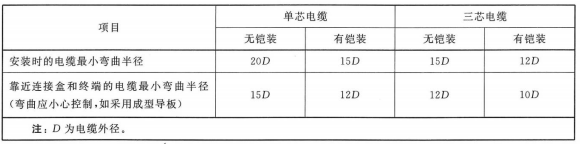 项目 单芯电缆 三芯电缆
无铠装 有铠装 无铠装 有铠装
安装时的电缆最小弯曲半径 20D 15D 15D 12D
靠近连接盒和终端的电缆最小弯曲半径
(弯曲应小心控制,如采用成型导板) 15D 12D 12D 10D
注:D 为电缆外径。